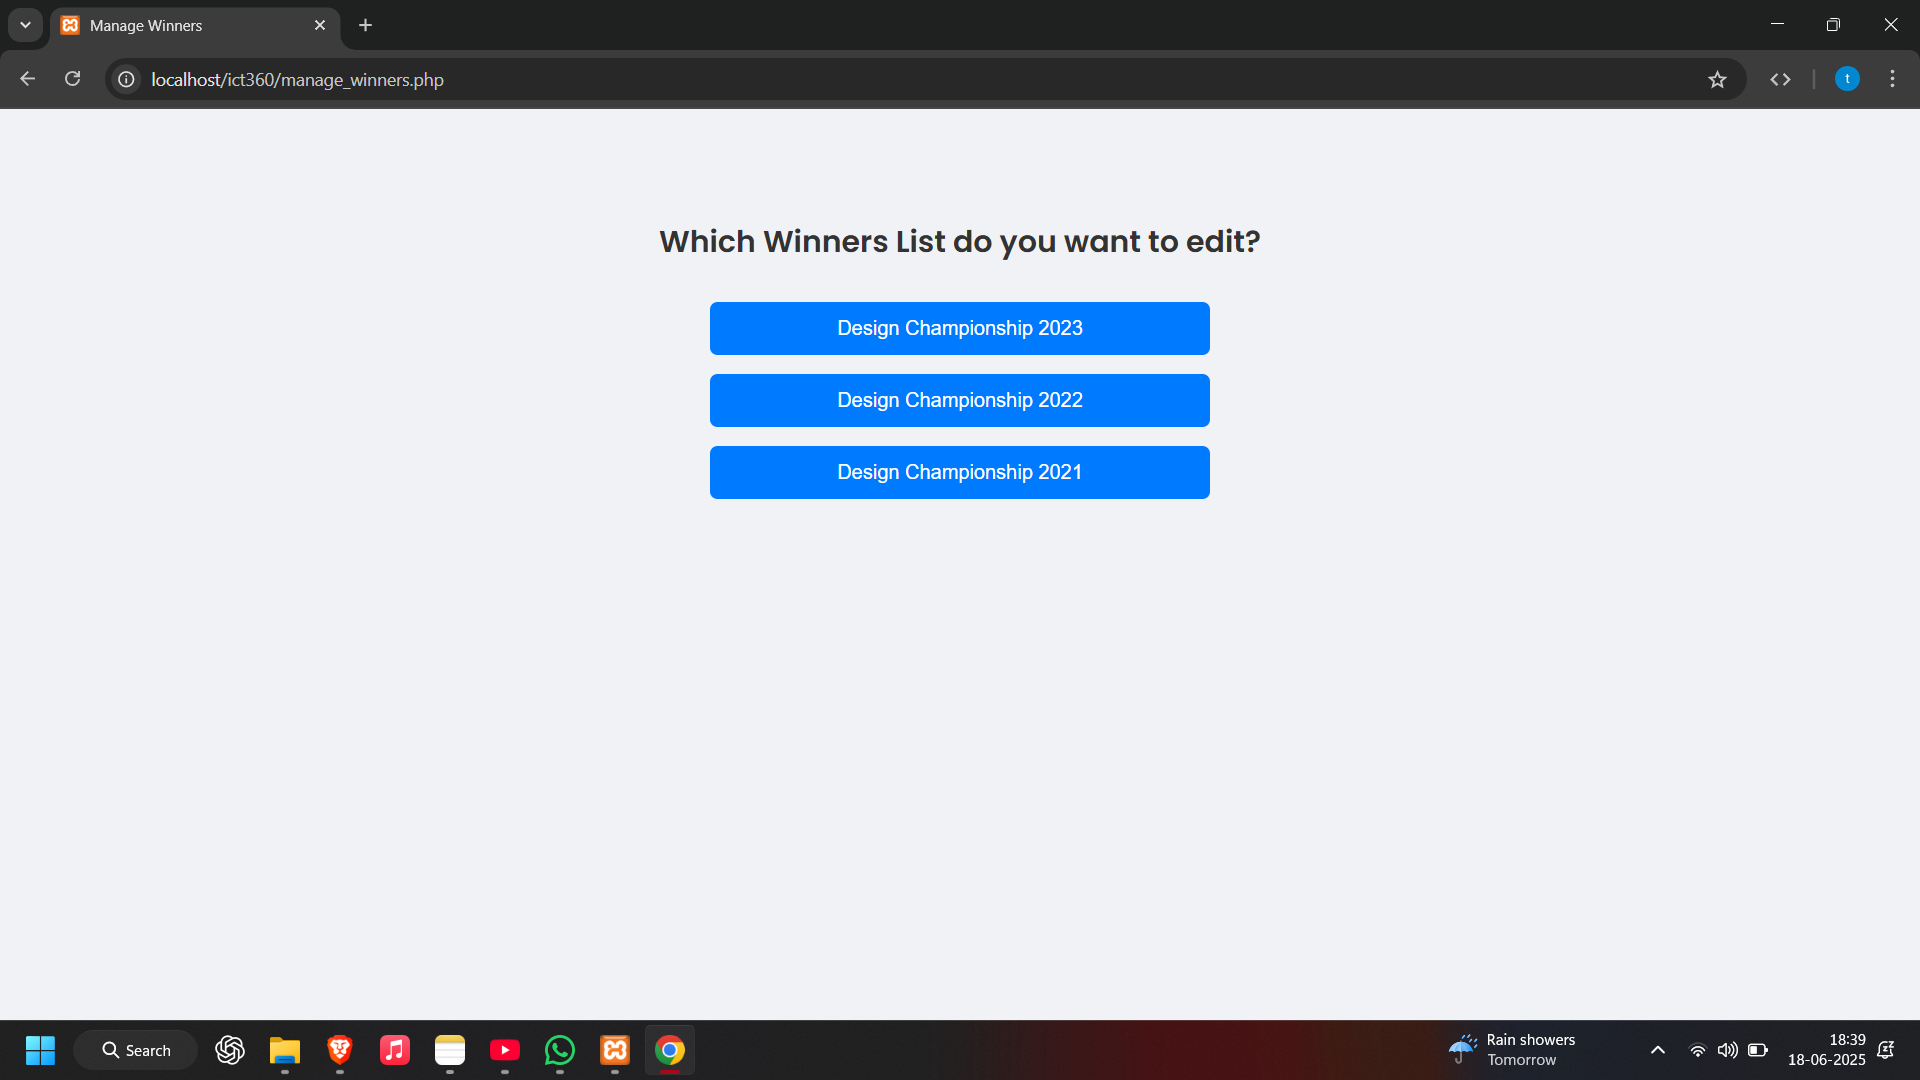 Manage Winners
localhost/ict360/manage_winners.php
t
Which Winners List do you want to edit?
Design Championship 2023
Design Championship 2022
Design Championship 2021
Search
Rain showers
Tomorrow
18:39
18-06-2025